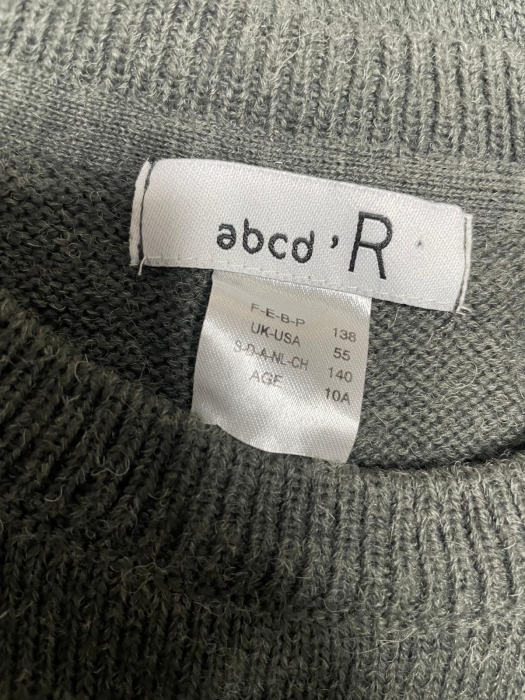 abcd 'R
F-E-B-P 138
UK-USA 55
S-D-A-NL-CH 140
AGE 10A